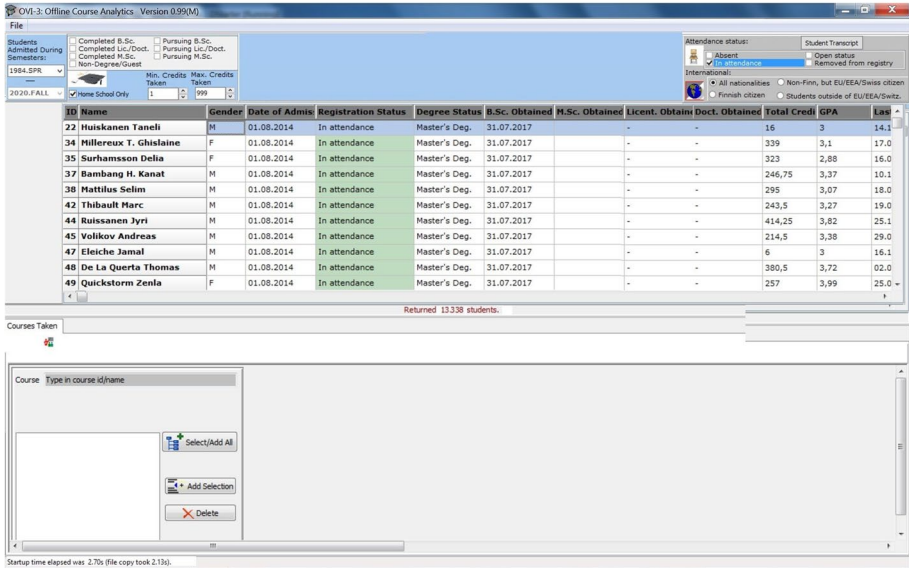 OVI-3: Offline Course Analytics Version 0.99(M)
File
Students Admitted During Semesters:
1984.SPR
—
2020.FALL
Completed B.Sc. Pursuing B.Sc.
Completed Lic./Doct. Pursuing Lic./Doct.
Completed M.Sc. Pursuing M.Sc.
Non-Degree/Guest
Min. Credits Taken Max. Credits Taken
Home School Only 1 999
Attendance status: Student Transcript
Absent Open status
In attendance Removed from registry
International:
All nationalities Non-Finn, but EU/EEA/Swiss citizen
Finnish citizen Students outside of EU/EEA/Switz.
ID Name Gender Date of Admis Registration Status Degree Status B.Sc. Obtained M.Sc. Obtained Licent. Obtain Doct. Obtained Total Credi GPA Las
22 Huiskanen Taneli M 01.08.2014 In attendance Master's Deg. 31.07.2017 - - 16 3 14.1
34 Millereux T. Ghislaine F 01.08.2014 In attendance Master's Deg. 31.07.2017 - - 339 3,1 17.0
35 Surhamsson Delia F 01.08.2014 In attendance Master's Deg. 31.07.2017 - - 323 2,88 16.0
37 Bambang H. Kanat M 01.08.2014 In attendance Master's Deg. 31.07.2017 - - 246,75 3,37 10.1
38 Mattilus Selim M 01.08.2014 In attendance Master's Deg. 31.07.2017 - - 295 3,07 18.0
42 Thibault Marc M 01.08.2014 In attendance Master's Deg. 31.07.2017 - - 243,5 3,27 19.0
44 Ruissanen Jyri M 01.08.2014 In attendance Master's Deg. 31.07.2017 - - 414,25 3,82 25.1
45 Volikov Andreas M 01.08.2014 In attendance Master's Deg. 31.07.2017 - - 214,5 3,38 29.0
47 Eleiche Jamal M 01.08.2014 In attendance Master's Deg. 31.07.2017 - - 6 3 16.1
48 De La Querta Thomas M 01.08.2014 In attendance Master's Deg. 31.07.2017 - - 380,5 3,72 02.0
49 Quickstorm Zenla F 01.08.2014 In attendance Master's Deg. 31.07.2017 - - 257 3,99 25.0
Returned 13.338 students.
Courses Taken
Course Type in course id/name
Select/Add All
Add Selection
Delete
Startup time elapsed was 2.70s (file copy took 2.13s).